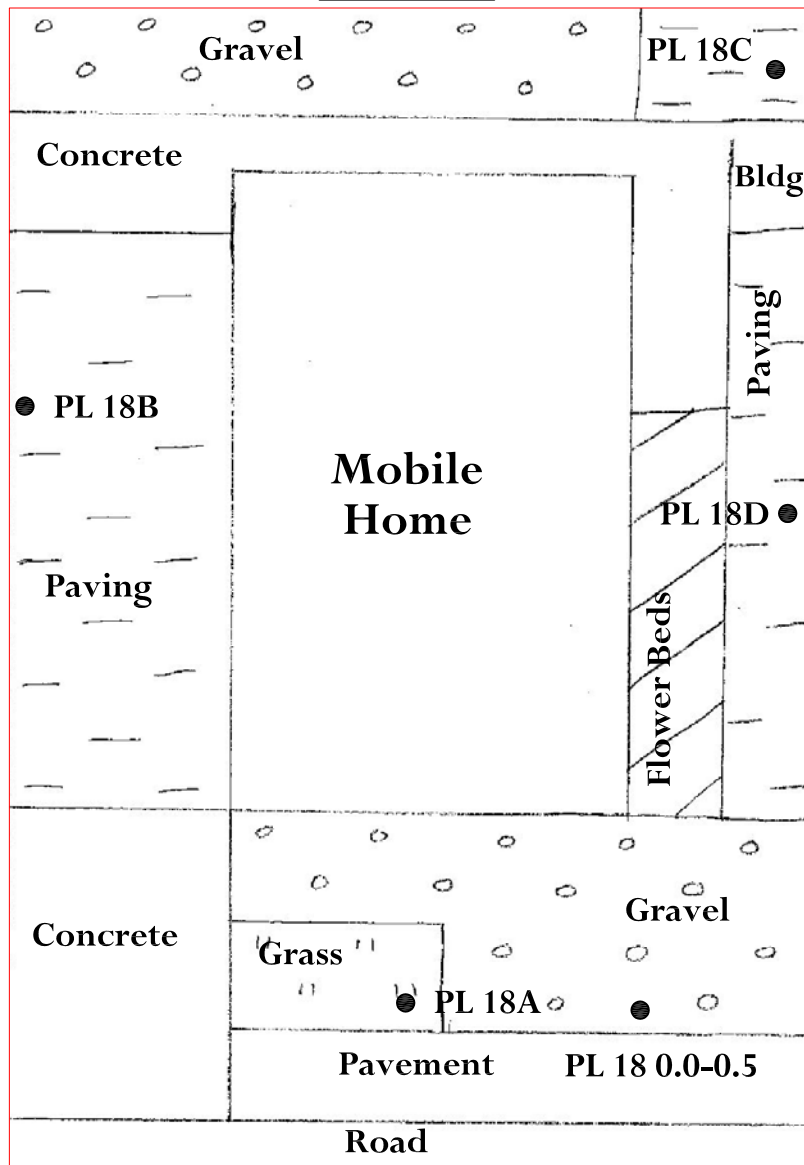 Gravel
PL 18C
Concrete
Bldg
Paving
PL 18B
Mobile
Home
PL 18D
Paving
Flower Beds
Gravel
Concrete
Grass
PL 18A
Pavement
PL 18 0.0-0.5
Road